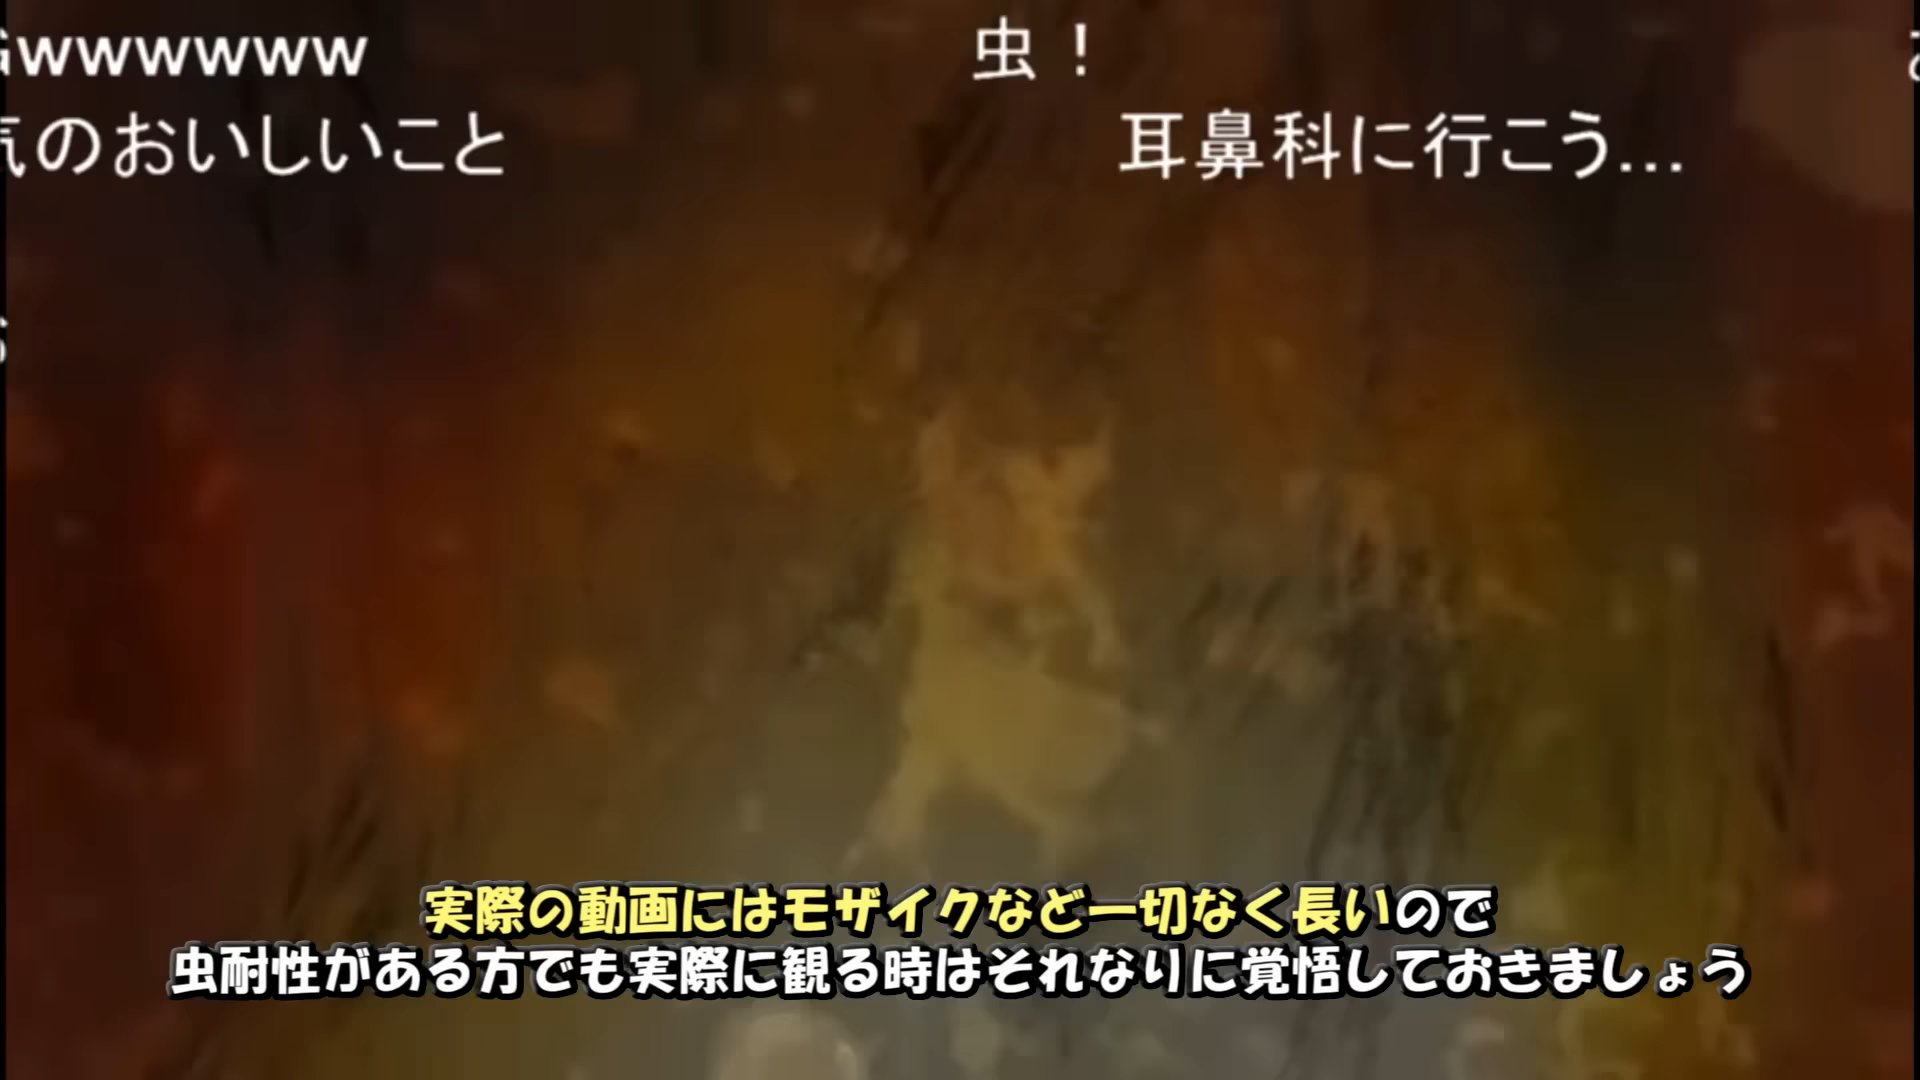 wwwwwww
虫！
のおいしいこと
耳鼻科に行こう…
実際の動画にはモザイクなど一切なく長いので
虫耐性がある方でも実際に観る時はそれなりに覚悟しておきましょう